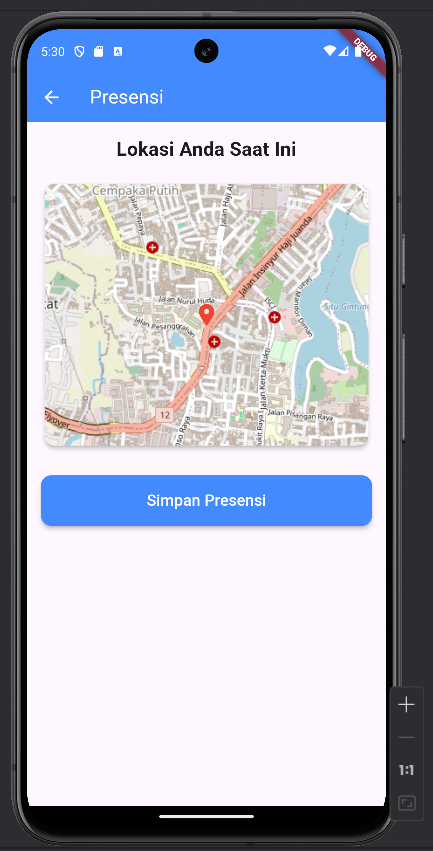 5:30
A
DEBUG
Presensi
Lokasi Anda Saat Ini
Cempaka Putih
Jalan Haji
Jalan Insinyur Haji Juanda
Situ Gintung
Jalan Nurul Huda
Jalan Pesanggrahan
Jalan Kerta Mukti
12
Jalan Pisangan Raya
Flyover
Simpan Presensi
1:1